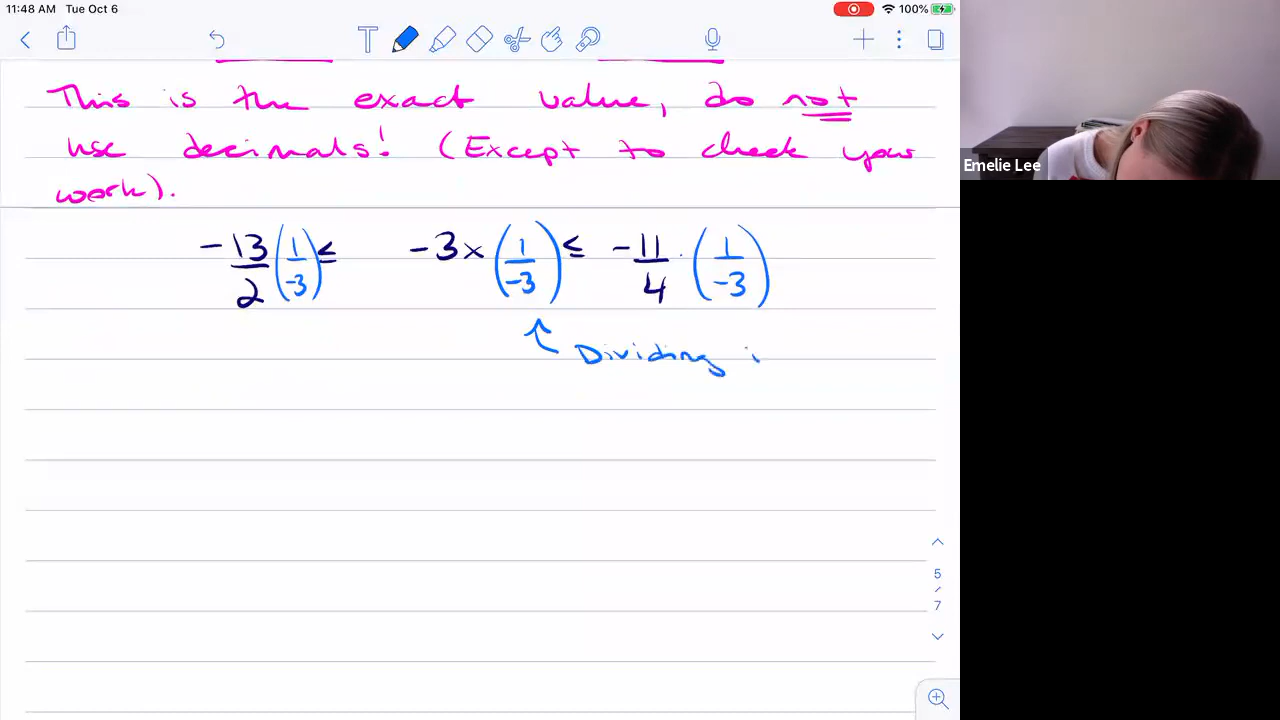 11:48 AM Tue Oct 6
100%
T
This is the exact value, do not
use decimals! (Except to check your
work).
-13/2 (1/-3) ≤ -3x (1/-3) ≤ -11/4 · (1/-3)
Dividing i
Emelie Lee
5
/
7